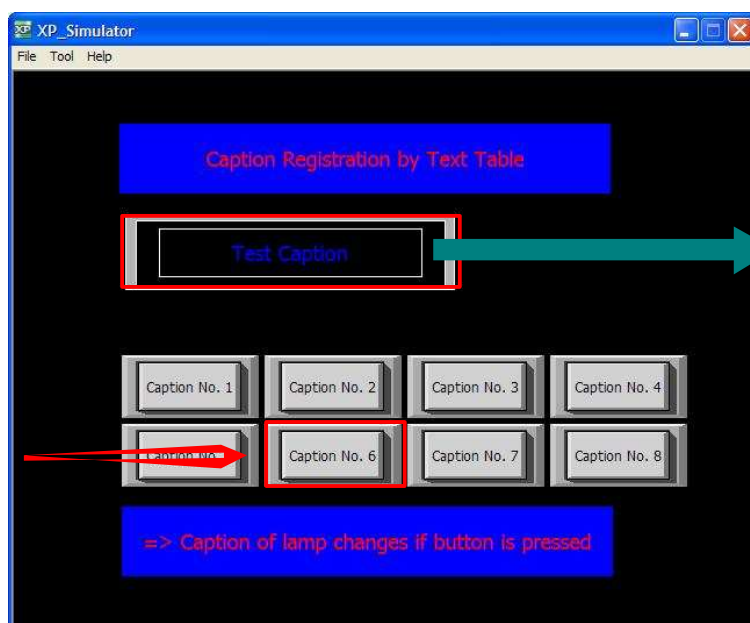 XP_Simulator
File Tool Help
Caption Registration by Text Table
Test Caption
Caption No. 1
Caption No. 2
Caption No. 3
Caption No. 4
Caption No.
Caption No. 6
Caption No. 7
Caption No. 8
=> Caption of lamp changes if button is pressed